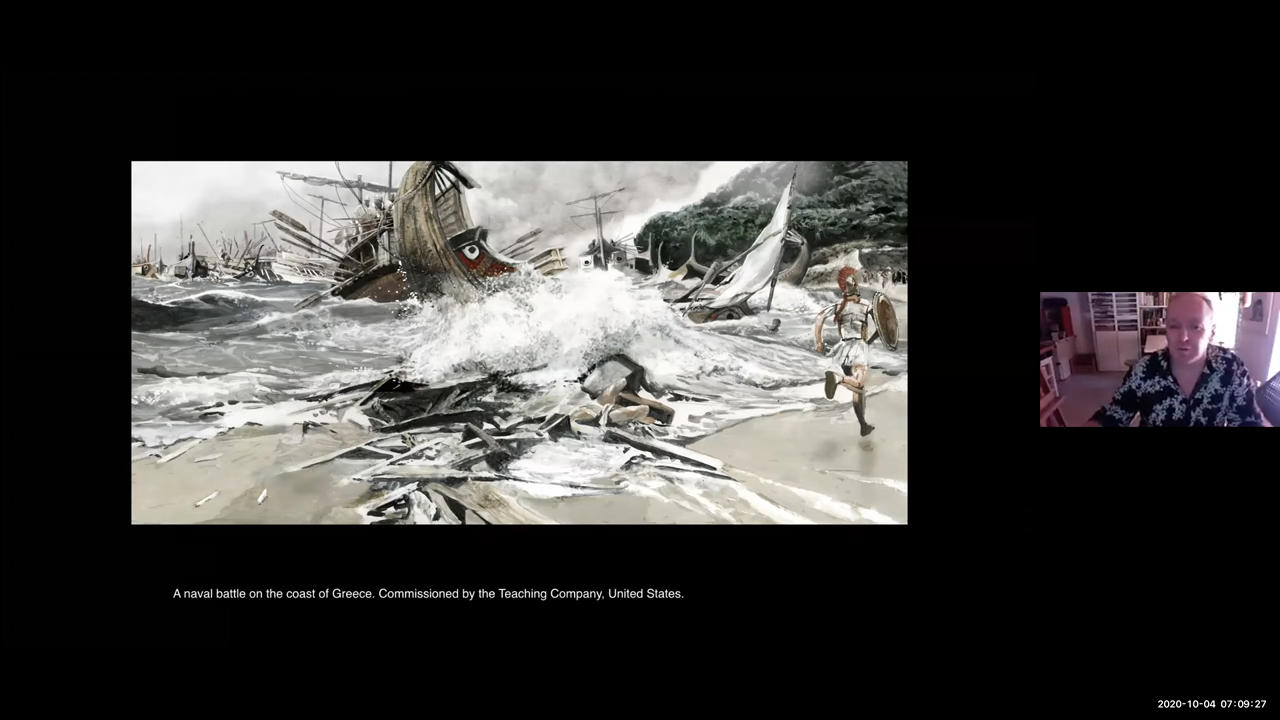 A naval battle on the coast of Greece. Commissioned by the Teaching Company, United States.
2020-10-04 07:09:27